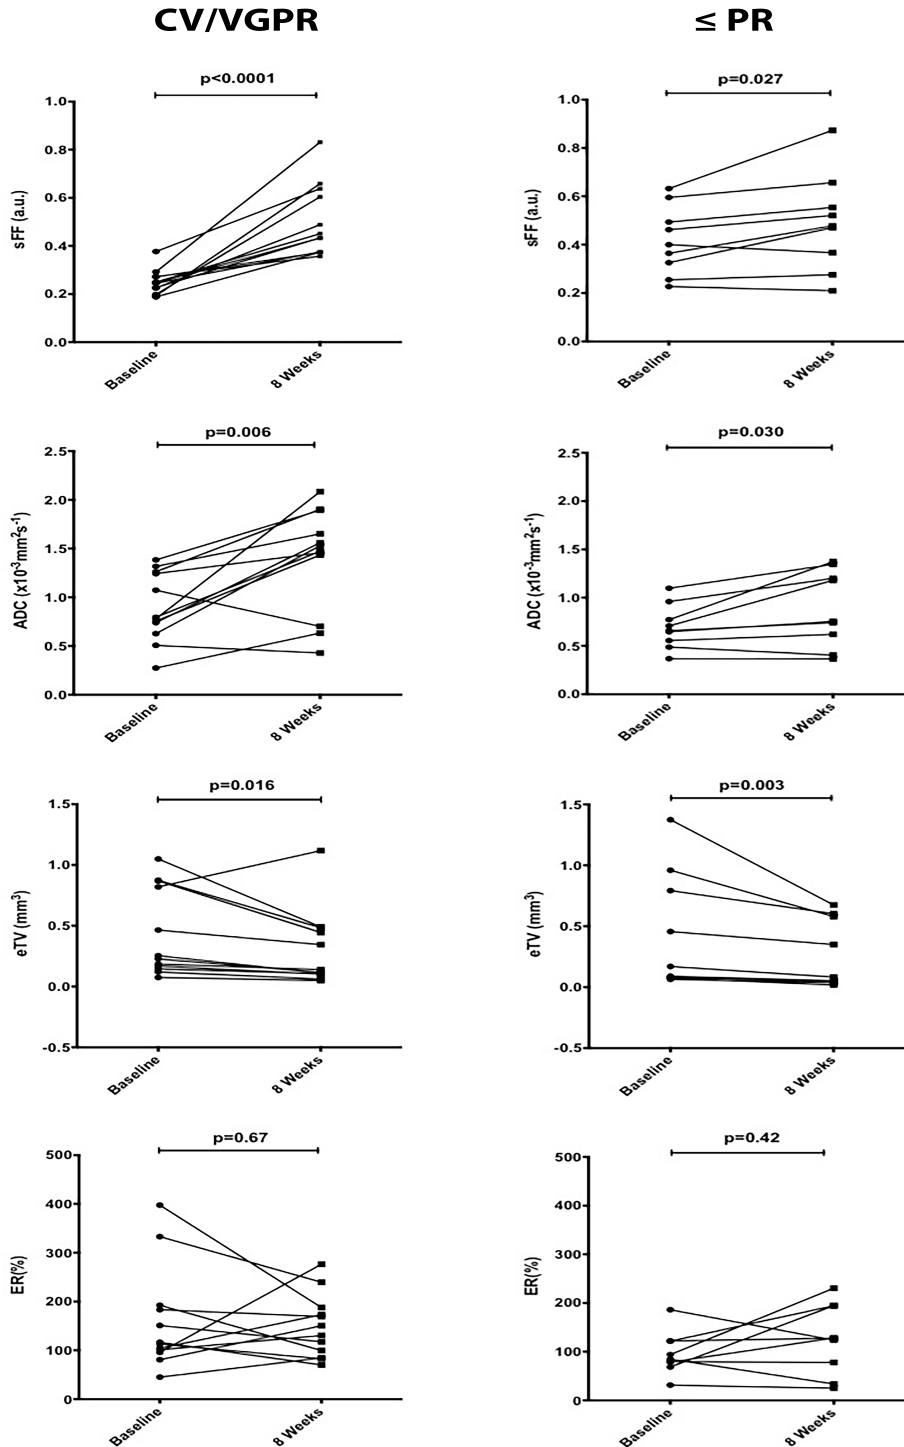 CV/VGPR
≤ PR
p<0.0001
sFF (a.u.)
1.0
0.8
0.6
0.4
0.2
0.0
Baseline
8 Weeks
p=0.027
sFF (a.u.)
1.0
0.8
0.6
0.4
0.2
0.0
Baseline
8 Weeks
p=0.006
ADC (x10-3mm2s-1)
2.5
2.0
1.5
1.0
0.5
0.0
Baseline
8 Weeks
p=0.030
ADC (x10-3mm2s-1)
2.5
2.0
1.5
1.0
0.5
0.0
Baseline
8 Weeks
p=0.016
eTV (mm3)
1.5
1.0
0.5
0.0
-0.5
Baseline
8 Weeks
p=0.003
eTV (mm3)
1.5
1.0
0.5
0.0
-0.5
Baseline
8 Weeks
p=0.67
ER(%)
500
400
300
200
100
0
Baseline
8 Weeks
p=0.42
ER(%)
500
400
300
200
100
0
Baseline
8 Weeks